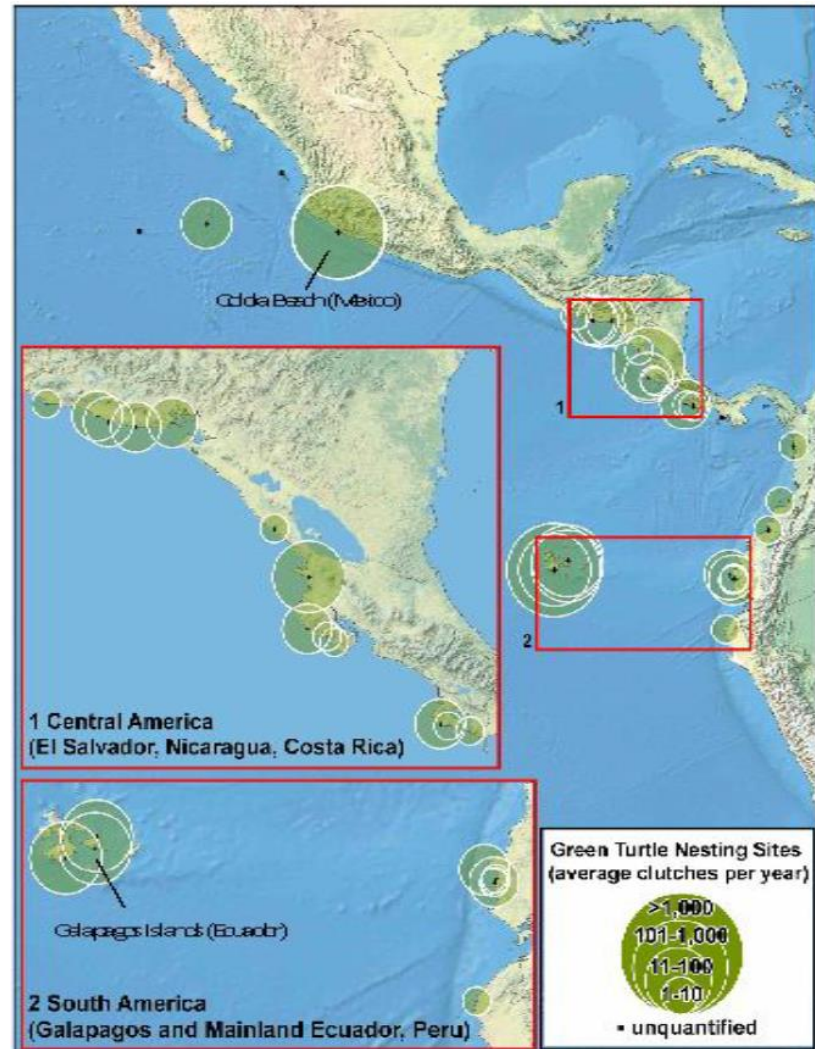 Colola Beach (México)
1
2
1 Central America
(El Salvador, Nicaragua, Costa Rica)
Galapagos Islands (Ecuador)
2 South America
(Galapagos and Mainland Ecuador, Peru)
Green Turtle Nesting Sites
(average clutches per year)
>1,000
101-1,000
11-100
1-10
unquantified